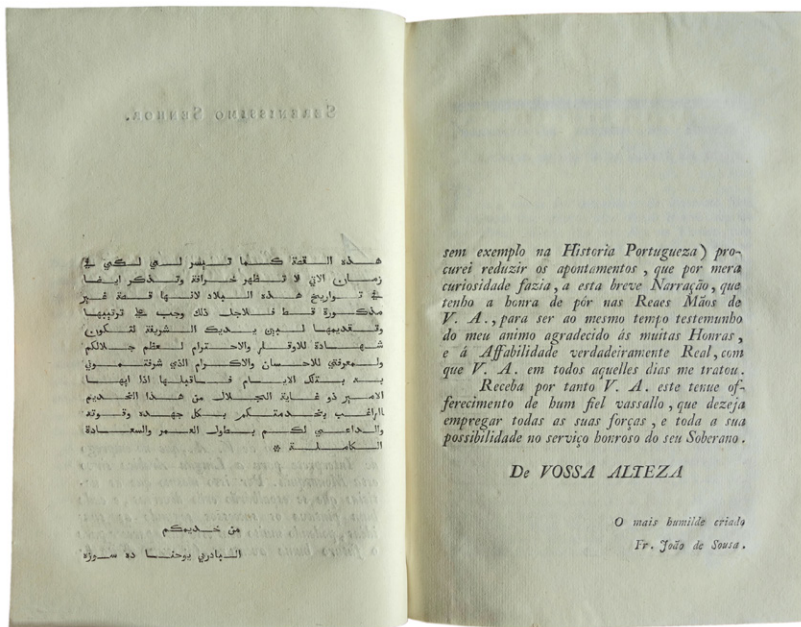 هذه القصة كما تيسر لي لكي في
زمان الاتي لا تظهر خرافة وتذكر ايضا
في تواريخ هذه البلاد لانها قصة غير
مذكورة قط فلاجل ذلك وجب علي ترتيبها
وتقديمها لبين يديك الشريفة لتكون
شهادة للاوقار والاحترام لعظم جلالكم
ولمعرفتي للاحسان والاكرام الذي شرفتموني
به بتلك الايام فاقبلها اذا ايها
الامير ذو غاية الجلال من هذا الخديم
الراغب بخدمتكم بكل جهده وقوته
والداعي لكم بطول العمر والسعادة
الكاملة *
من خديمكم
البادري يوحنا ده سوزه
sem exemplo na Historia Portugueza) pro-
curei reduzir os apontamentos, que por mera
curiosidade fazia, a esta breve Narração, que
tenho a honra de pôr nas Reaes Mãos de
V. A., para ser ao mesmo tempo testemunho
do meu animo agradecido ás muitas Honras,
e á Affabilidade verdadeiramente Real, com
que V. A. em todos aquelles dias me tratou.
Receba por tanto V. A. este tenue of-
ferecimento de hum fiel vassallo, que dezeja
empregar todas as suas forças, e toda a sua
possibilidade no serviço honroso do seu Soberano.
De VOSSA ALTEZA
O mais humilde criado
Fr. João de Sousa.